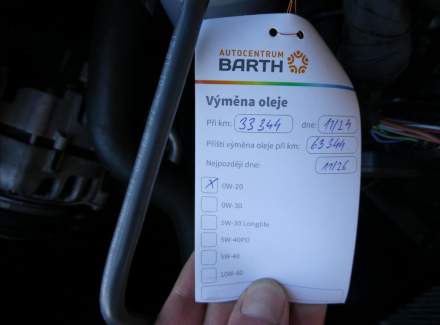 AUTOCENTRUM
BARTH
Výměna oleje
Při km: 33 344 dne: 11/24
Příští výměna oleje při km: 63 344
Nejpozději dne: 11/26
X 0W-20
0W-30
5W-30 Longlife
5W-40PD
5W-40
10W-40